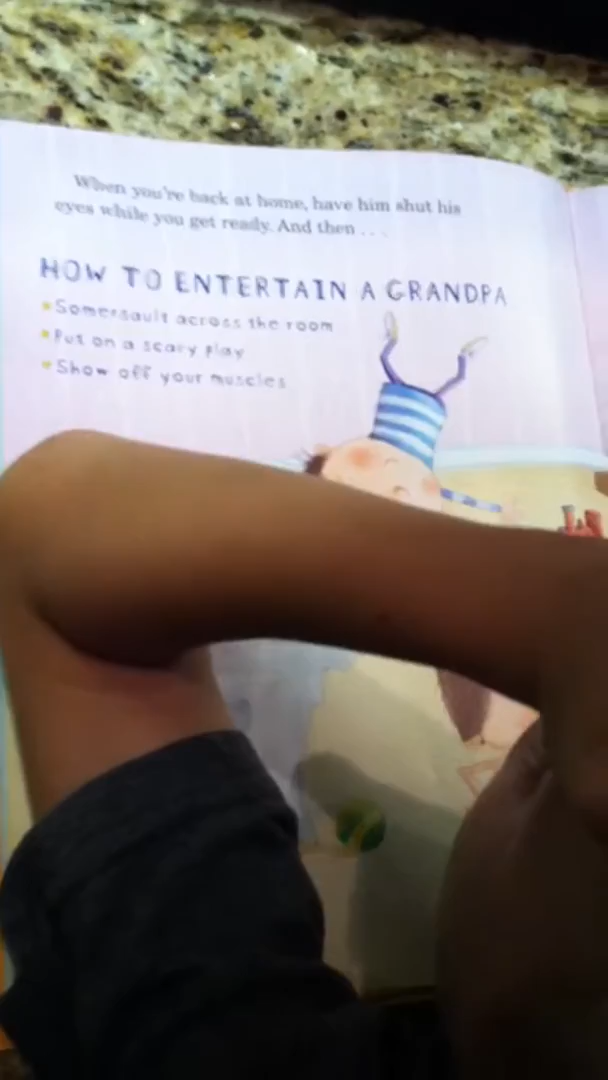 When you're back at home, have him shut his
eyes while you get ready. And then . . .
HOW TO ENTERTAIN A GRANDPA
•Somersault across the room
•Put on a scary play
•Show off your muscles